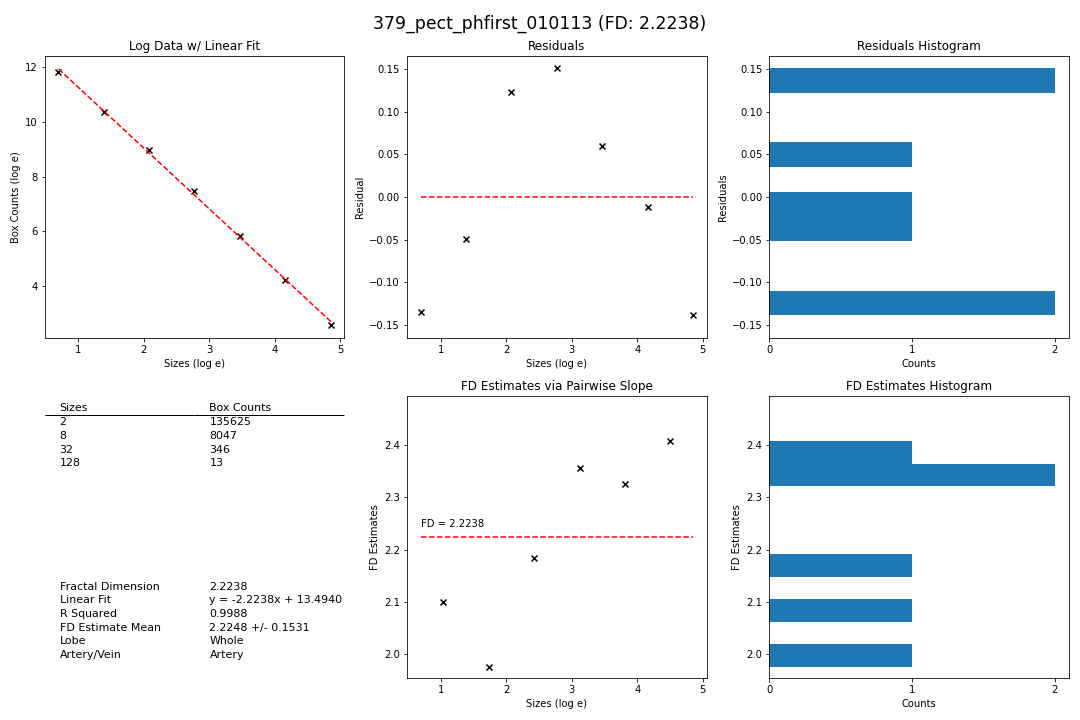 379_pect_phfirst_010113 (FD: 2.2238)
Log Data w/ Linear Fit
12
10
8
6
4
1 2 3 4 5
Box Counts (log e)
Sizes (log e)
Residuals
0.15
0.10
0.05
0.00
−0.05
−0.10
−0.15
1 2 3 4 5
Residual
Sizes (log e)
Residuals Histogram
0.15
0.10
0.05
0.00
−0.05
−0.10
−0.15
0 1 2
Residuals
Counts
Sizes Box Counts
2 135625
8 8047
32 346
128 13
Fractal Dimension 2.2238
Linear Fit y = -2.2238x + 13.4940
R Squared 0.9988
FD Estimate Mean 2.2248 +/- 0.1531
Lobe Whole
Artery/Vein Artery
FD Estimates via Pairwise Slope
2.4
2.3
2.2
2.1
2.0
FD = 2.2238
1 2 3 4 5
FD Estimates
Sizes (log e)
FD Estimates Histogram
2.4
2.3
2.2
2.1
2.0
0 1 2
FD Estimates
Counts